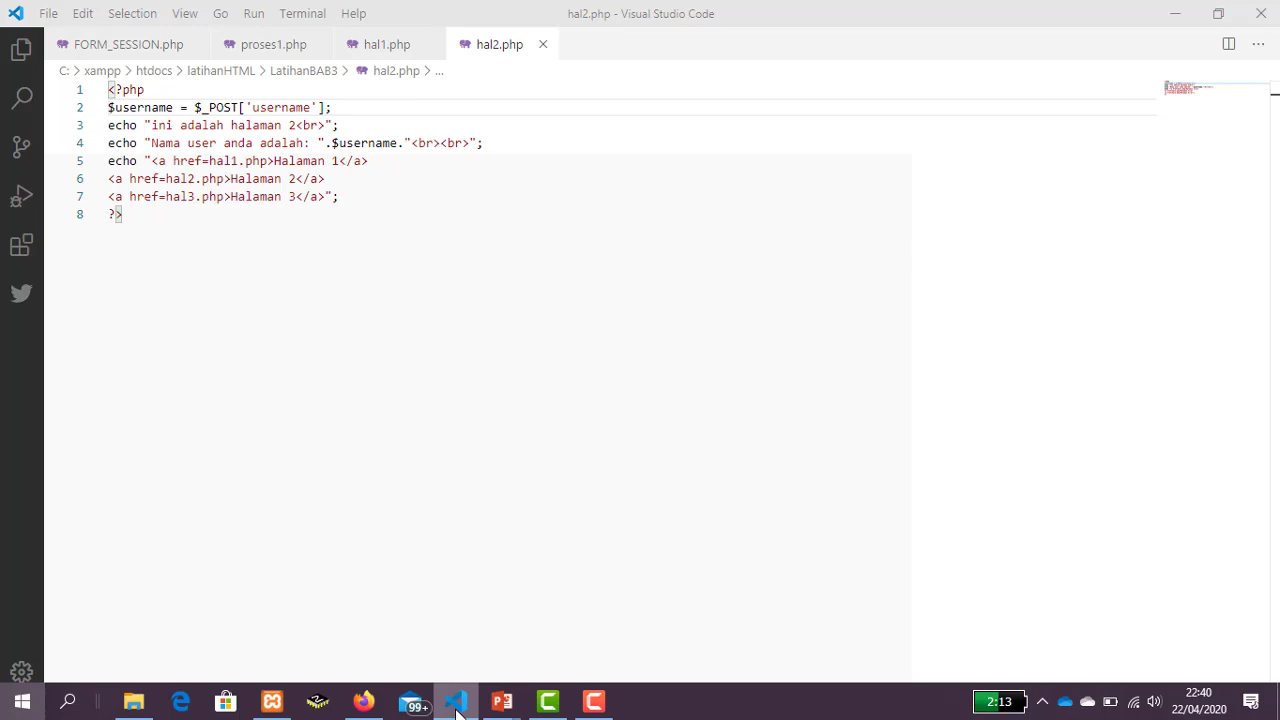 File Edit Selection View Go Run Terminal Help hal2.php - Visual Studio Code
FORM_SESSION.php proses1.php hal1.php hal2.php
C: > xampp > htdocs > latihanHTML > LatihanBAB3 > hal2.php > ...
1 <?php
2 $username = $_POST['username'];
3 echo "ini adalah halaman 2<br>";
4 echo "Nama user anda adalah: ".$username."<br><br>";
5 echo "<a href=hal1.php>Halaman 1</a>
6 <a href=hal2.php>Halaman 2</a>
7 <a href=hal3.php>Halaman 3</a>";
8 ?>
99+
2:13
22:40
22/04/2020